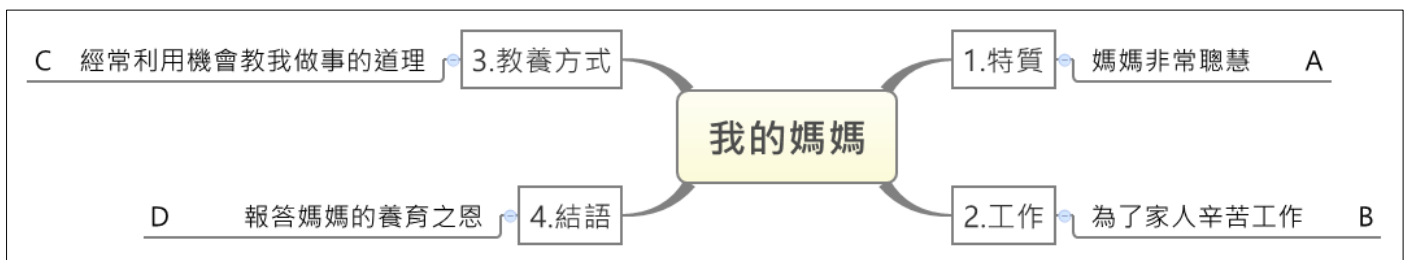 我的媽媽
1.特質
媽媽非常聰慧 A
2.工作
為了家人辛苦工作 B
3.教養方式
C 經常利用機會教我做事的道理
4.結語
D 報答媽媽的養育之恩